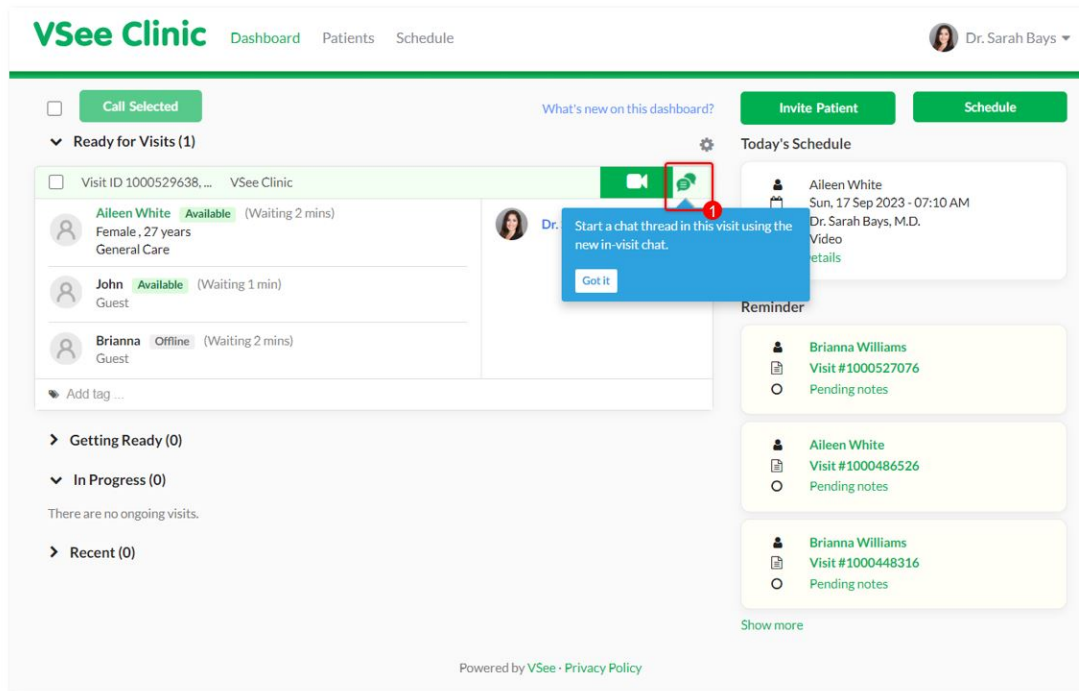 VSee Clinic Dashboard Patients Schedule Dr. Sarah Bays
Call Selected What's new on this dashboard? Invite Patient Schedule
Ready for Visits (1)
Visit ID 1000529638, ... VSee Clinic
Aileen White Available (Waiting 2 mins)
Female , 27 years
General Care
John Available (Waiting 1 min)
Guest
Brianna Offline (Waiting 2 mins)
Guest
Add tag ...
Dr.
1
Start a chat thread in this visit using the
new in-visit chat.
Got it
Getting Ready (0)
In Progress (0)
There are no ongoing visits.
Recent (0)
Today's Schedule
Aileen White
Sun, 17 Sep 2023 - 07:10 AM
Dr. Sarah Bays, M.D.
Video
etails
Reminder
Brianna Williams
Visit #1000527076
Pending notes
Aileen White
Visit #1000486526
Pending notes
Brianna Williams
Visit #1000448316
Pending notes
Show more
Powered by VSee · Privacy Policy